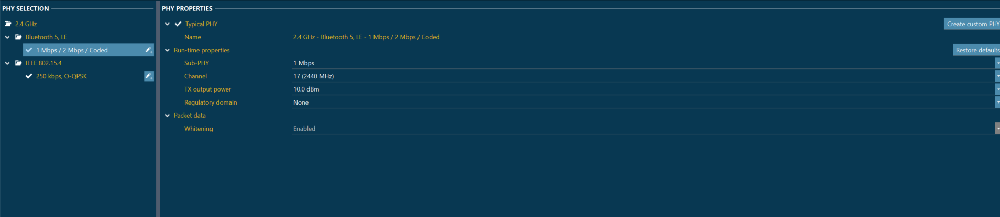 PHY SELECTION
2.4 GHz
Bluetooth 5, LE
1 Mbps / 2 Mbps / Coded
IEEE 802.15.4
250 kbps, O-QPSK
PHY PROPERTIES
Typical PHY
Create custom PHY
Name 2.4 GHz - Bluetooth 5, LE - 1 Mbps / 2 Mbps / Coded
Run-time properties
Restore defaults
Sub-PHY 1 Mbps
Channel 17 (2440 MHz)
TX output power 10.0 dBm
Regulatory domain None
Packet data
Whitening Enabled